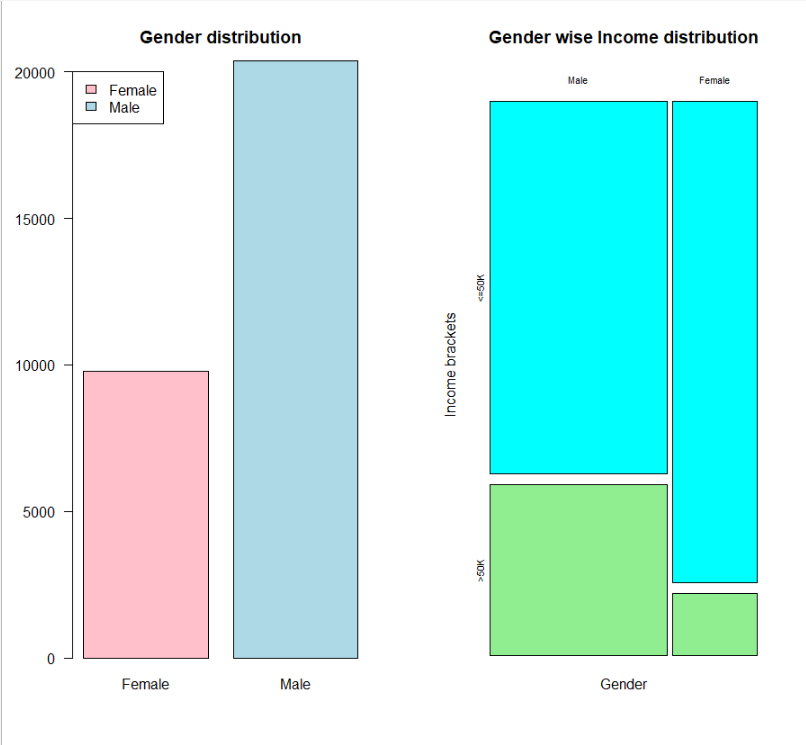 Gender distribution
20000
15000
10000
5000
0
Female
Male
Female
Male
Gender wise Income distribution
Male
Female
Income brackets
<=50K
>50K
Gender